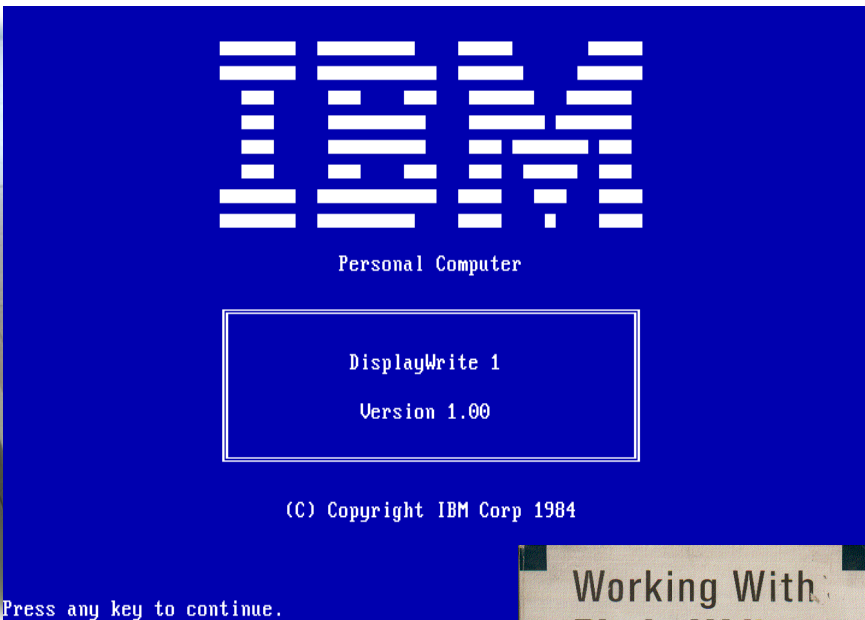 IBM
Personal Computer
DisplayWrite 1
Version 1.00
(C) Copyright IBM Corp 1984
Press any key to continue.
Working With